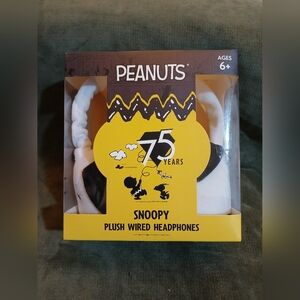 AGES
6+
PEANUTS
75
YEARS
SNOOPY
PLUSH WIRED HEADPHONES